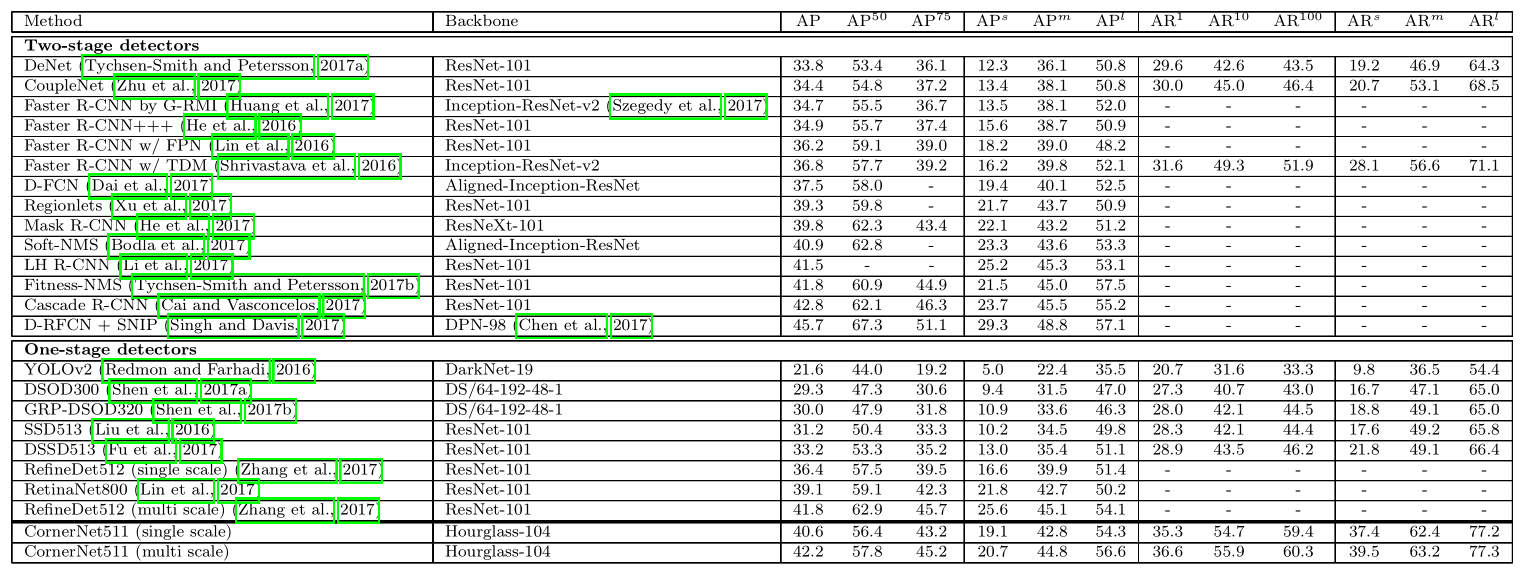 Method Backbone AP AP50 AP75 APs APm APl AR1 AR10 AR100 ARs ARm ARl
Two-stage detectors
DeNet (Tychsen-Smith and Petersson, 2017a) ResNet-101 33.8 53.4 36.1 12.3 36.1 50.8 29.6 42.6 43.5 19.2 46.9 64.3
CoupleNet (Zhu et al., 2017) ResNet-101 34.4 54.8 37.2 13.4 38.1 50.8 30.0 45.0 46.4 20.7 53.1 68.5
Faster R-CNN by G-RMI (Huang et al., 2017) Inception-ResNet-v2 (Szegedy et al., 2017) 34.7 55.5 36.7 13.5 38.1 52.0 - - - - - -
Faster R-CNN+++ (He et al., 2016) ResNet-101 34.9 55.7 37.4 15.6 38.7 50.9 - - - - - -
Faster R-CNN w/ FPN (Lin et al., 2016) ResNet-101 36.2 59.1 39.0 18.2 39.0 48.2 - - - - - -
Faster R-CNN w/ TDM (Shrivastava et al., 2016) Inception-ResNet-v2 36.8 57.7 39.2 16.2 39.8 52.1 31.6 49.3 51.9 28.1 56.6 71.1
D-FCN (Dai et al., 2017) Aligned-Inception-ResNet 37.5 58.0 - 19.4 40.1 52.5 - - - - - -
Regionlets (Xu et al., 2017) ResNet-101 39.3 59.8 - 21.7 43.7 50.9 - - - - - -
Mask R-CNN (He et al., 2017) ResNeXt-101 39.8 62.3 43.4 22.1 43.2 51.2 - - - - - -
Soft-NMS (Bodla et al., 2017) Aligned-Inception-ResNet 40.9 62.8 - 23.3 43.6 53.3 - - - - - -
LH R-CNN (Li et al., 2017) ResNet-101 41.5 - - 25.2 45.3 53.1 - - - - - -
Fitness-NMS (Tychsen-Smith and Petersson, 2017b) ResNet-101 41.8 60.9 44.9 21.5 45.0 57.5 - - - - - -
Cascade R-CNN (Cai and Vasconcelos, 2017) ResNet-101 42.8 62.1 46.3 23.7 45.5 55.2 - - - - - -
D-RFCN + SNIP (Singh and Davis, 2017) DPN-98 (Chen et al., 2017) 45.7 67.3 51.1 29.3 48.8 57.1 - - - - - -
One-stage detectors
YOLOv2 (Redmon and Farhadi, 2016) DarkNet-19 21.6 44.0 19.2 5.0 22.4 35.5 20.7 31.6 33.3 9.8 36.5 54.4
DSOD300 (Shen et al., 2017a) DS/64-192-48-1 29.3 47.3 30.6 9.4 31.5 47.0 27.3 40.7 43.0 16.7 47.1 65.0
GRP-DSOD320 (Shen et al., 2017b) DS/64-192-48-1 30.0 47.9 31.8 10.9 33.6 46.3 28.0 42.1 44.5 18.8 49.1 65.0
SSD513 (Liu et al., 2016) ResNet-101 31.2 50.4 33.3 10.2 34.5 49.8 28.3 42.1 44.4 17.6 49.2 65.8
DSSD513 (Fu et al., 2017) ResNet-101 33.2 53.3 35.2 13.0 35.4 51.1 28.9 43.5 46.2 21.8 49.1 66.4
RefineDet512 (single scale) (Zhang et al., 2017) ResNet-101 36.4 57.5 39.5 16.6 39.9 51.4 - - - - - -
RetinaNet800 (Lin et al., 2017) ResNet-101 39.1 59.1 42.3 21.8 42.7 50.2 - - - - - -
RefineDet512 (multi scale) (Zhang et al., 2017) ResNet-101 41.8 62.9 45.7 25.6 45.1 54.1 - - - - - -
CornerNet511 (single scale) Hourglass-104 40.6 56.4 43.2 19.1 42.8 54.3 35.3 54.7 59.4 37.4 62.4 77.2
CornerNet511 (multi scale) Hourglass-104 42.2 57.8 45.2 20.7 44.8 56.6 36.6 55.9 60.3 39.5 63.2 77.3